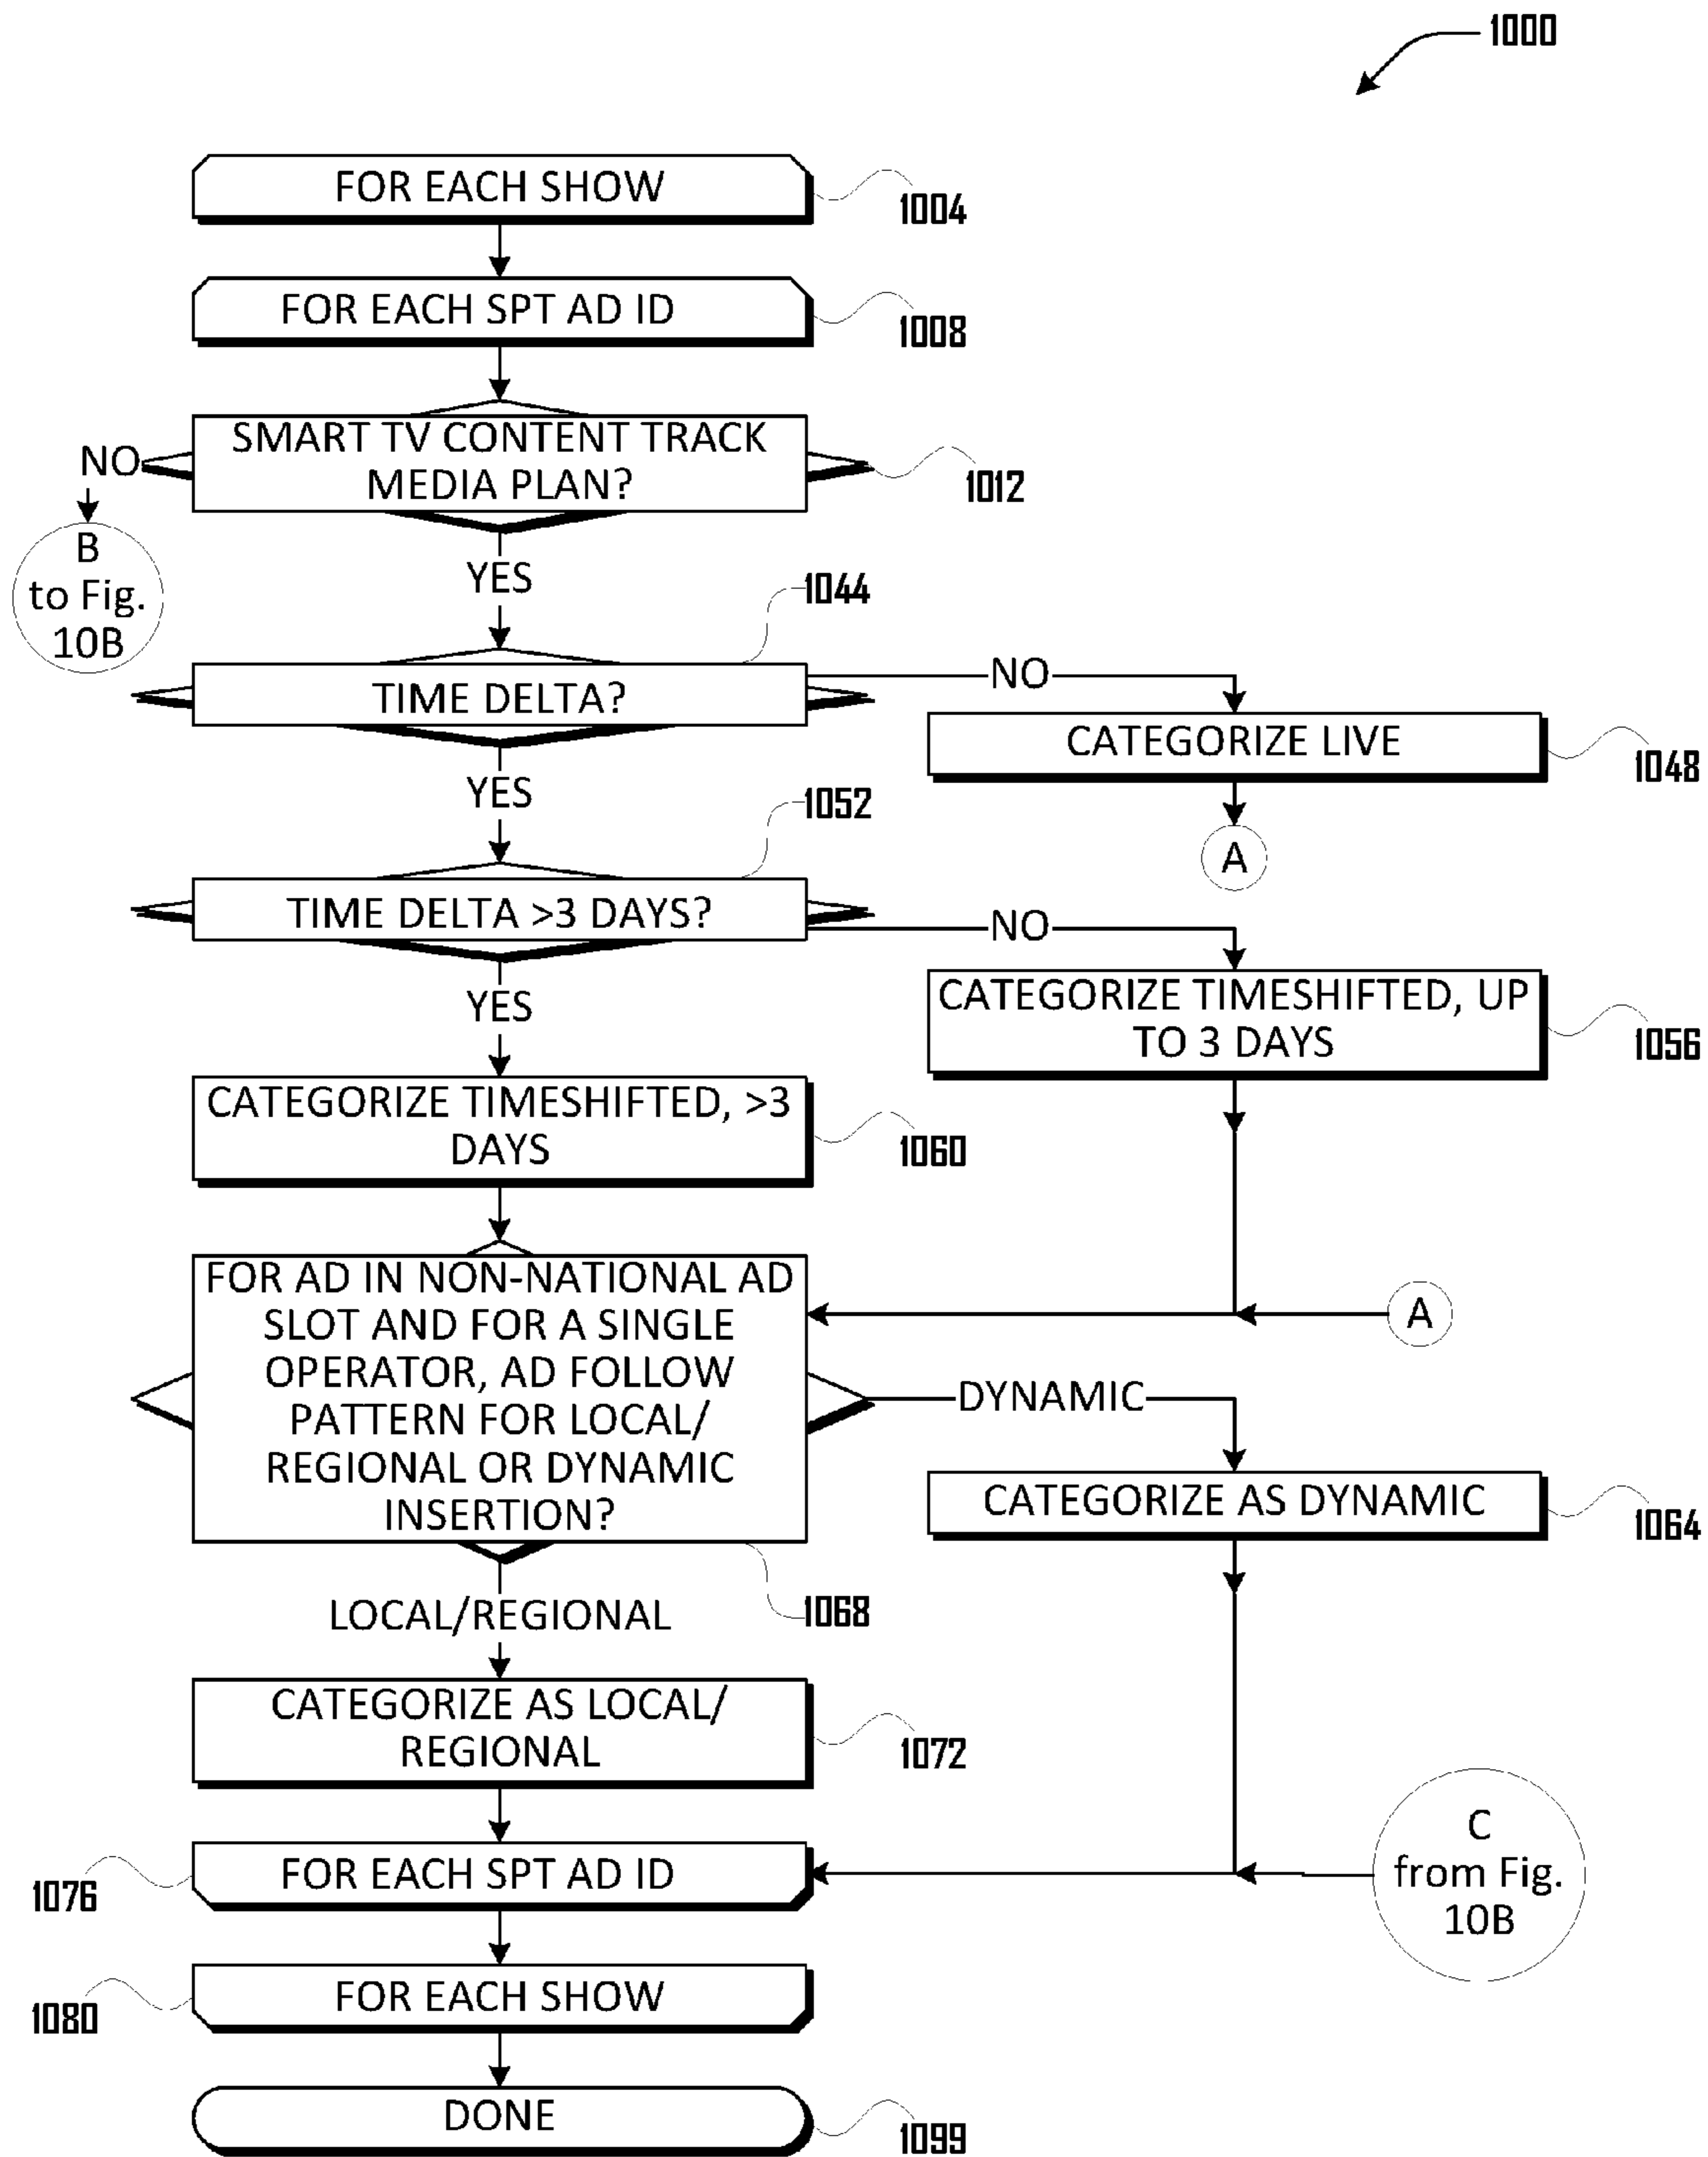 1000
FOR EACH SHOW
1004
FOR EACH SPT AD ID
1008
SMART TV CONTENT TRACK
MEDIA PLAN?
1012
NO
B
to Fig.
10B
YES
1044
TIME DELTA?
NO
CATEGORIZE LIVE
1048
A
YES
1052
TIME DELTA >3 DAYS?
NO
CATEGORIZE TIMESHIFTED, UP
TO 3 DAYS
1056
YES
CATEGORIZE TIMESHIFTED, >3
DAYS
1060
FOR AD IN NON-NATIONAL AD
SLOT AND FOR A SINGLE
OPERATOR, AD FOLLOW
PATTERN FOR LOCAL/
REGIONAL OR DYNAMIC
INSERTION?
A
DYNAMIC
CATEGORIZE AS DYNAMIC
1064
1068
LOCAL/REGIONAL
CATEGORIZE AS LOCAL/
REGIONAL
1072
FOR EACH SPT AD ID
1076
C
from Fig.
10B
FOR EACH SHOW
1080
DONE
1099